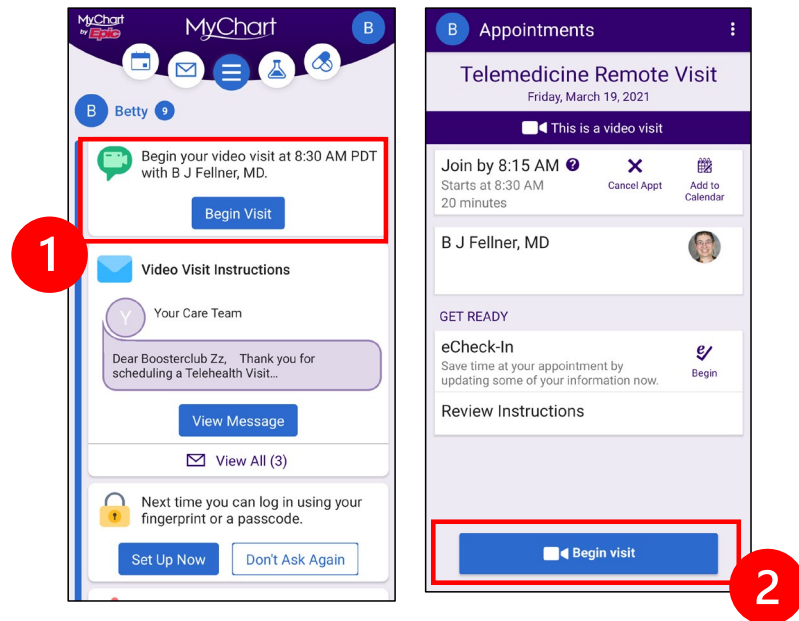 MyChart
by Epic
MyChart
B
B
Betty 9
Begin your video visit at 8:30 AM PDT
with B J Fellner, MD.
Begin Visit
1
Video Visit Instructions
Y
Your Care Team
Dear Boosterclub Zz, Thank you for
scheduling a Telehealth Visit...
View Message
View All (3)
Next time you can log in using your
fingerprint or a passcode.
Set Up Now
Don't Ask Again
B
Appointments
Telemedicine Remote Visit
Friday, March 19, 2021
This is a video visit
Join by 8:15 AM ?
Starts at 8:30 AM
20 minutes
Cancel Appt
Add to
Calendar
B J Fellner, MD
GET READY
eCheck-In
Save time at your appointment by
updating some of your information now.
e
Begin
Review Instructions
Begin visit
2